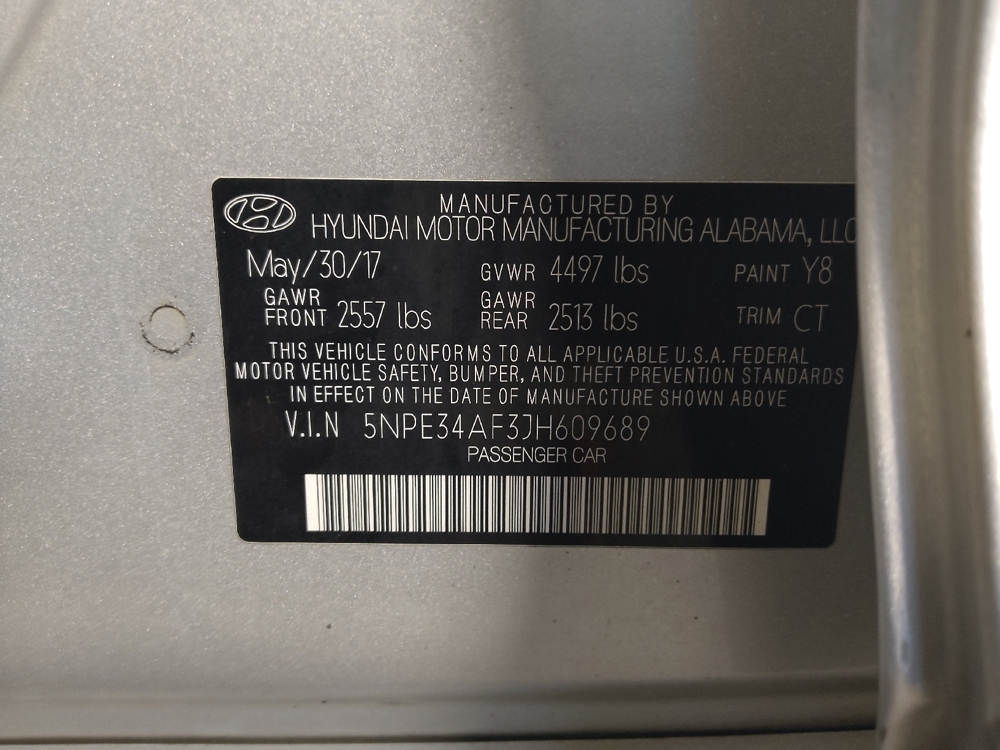 MANUFACTURED BY
HYUNDAI MOTOR MANUFACTURING ALABAMA, LLC
May/30/17 GVWR 4497 lbs PAINT Y8
GAWR FRONT 2557 lbs GAWR REAR 2513 lbs TRIM CT
THIS VEHICLE CONFORMS TO ALL APPLICABLE U.S.A. FEDERAL
MOTOR VEHICLE SAFETY, BUMPER, AND THEFT PREVENTION STANDARDS
IN EFFECT ON THE DATE OF MANUFACTURE SHOWN ABOVE
V.I.N 5NPE34AF3JH609689
PASSENGER CAR